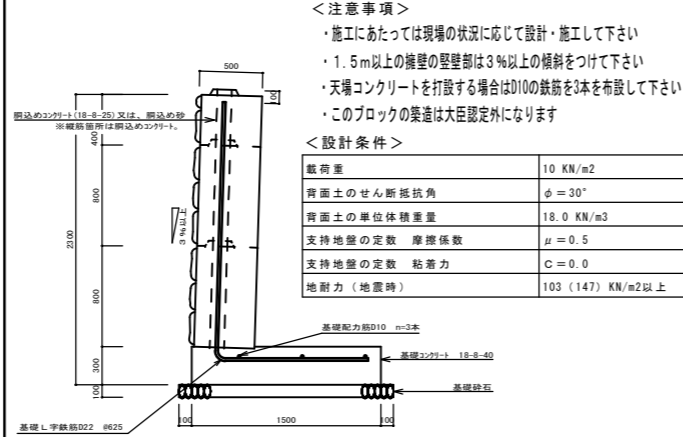 ＜注意事項＞
・施工にあたっては現場の状況に応じて設計・施工して下さい
・1.5m以上の擁壁の竪壁部は3%以上の傾斜をつけて下さい
・天場コンクリートを打設する場合はD10の鉄筋を3本を布設して下さい
・このブロックの築造は大臣認定外になります
＜設計条件＞
載荷重 10 KN/m2
背面土のせん断抵抗角 φ＝30°
背面土の単位体積重量 18.0 KN/m3
支持地盤の定数 摩擦係数 μ＝0.5
支持地盤の定数 粘着力 C＝0.0
地耐力（地震時） 103（147）KN/m2以上
500
100
胴込めコンクリート(18-8-25)又は、胴込め砂
※縦筋箇所は胴込めコンクリート。
400
800
2300
3%以上
800
300
100
基礎配力筋D10 n=3本
基礎コンクリート 18-8-40
基礎砕石
基礎L字鉄筋D22 @625
100
1500
100